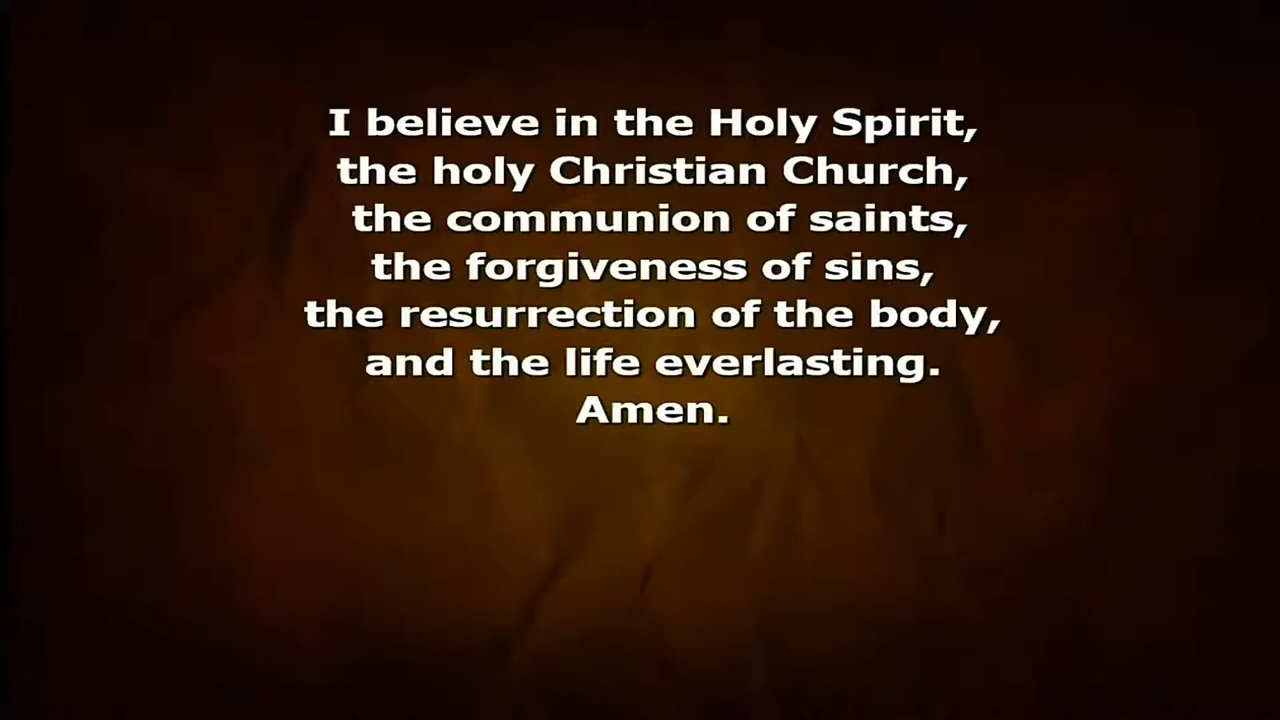 I believe in the Holy Spirit,
the holy Christian Church,
the communion of saints,
the forgiveness of sins,
the resurrection of the body,
and the life everlasting.
Amen.